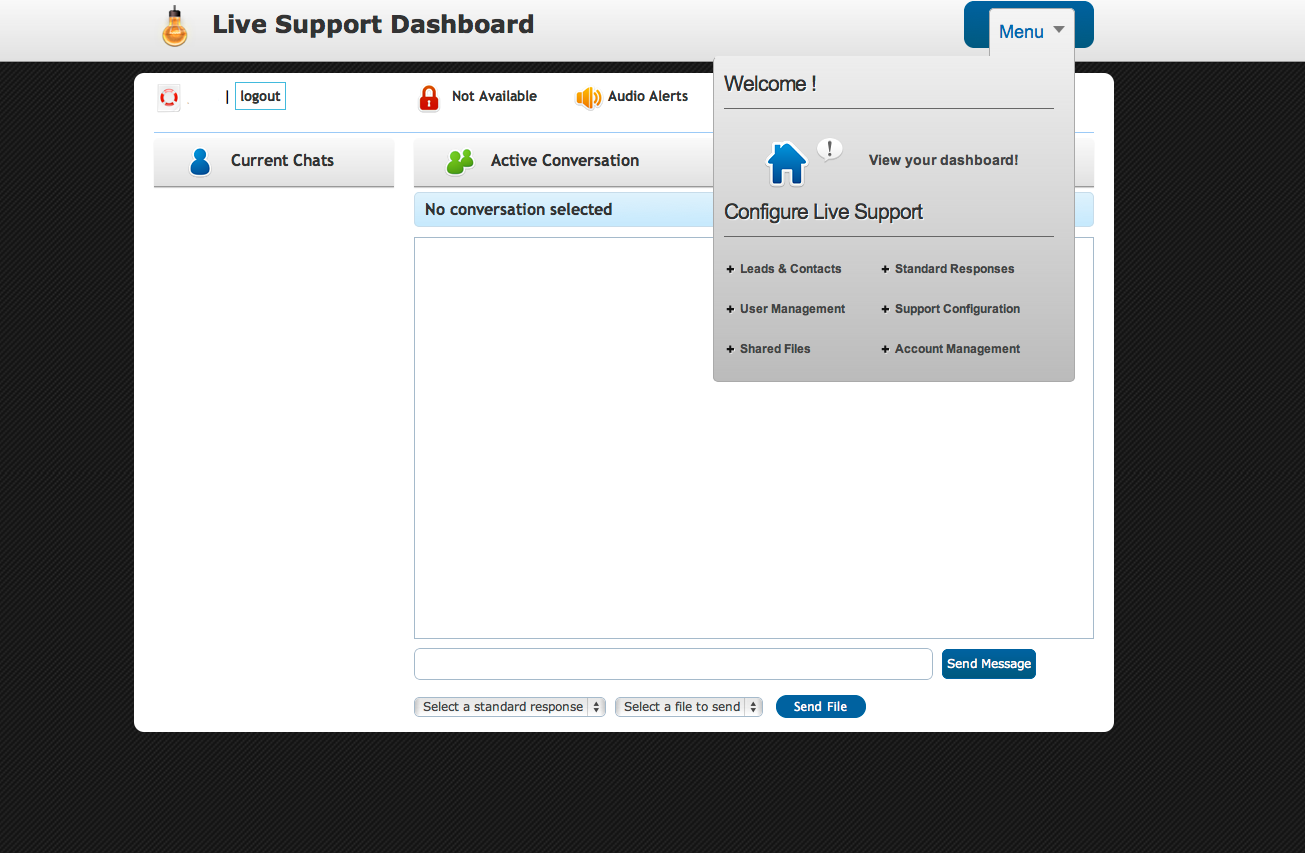 Live Support Dashboard
Menu
| logout
Not Available
Audio Alerts
Welcome !
Current Chats
Active Conversation
View your dashboard!
No conversation selected
Configure Live Support
+ Leads & Contacts
+ Standard Responses
+ User Management
+ Support Configuration
+ Shared Files
+ Account Management
Send Message
Select a standard response
Select a file to send
Send File